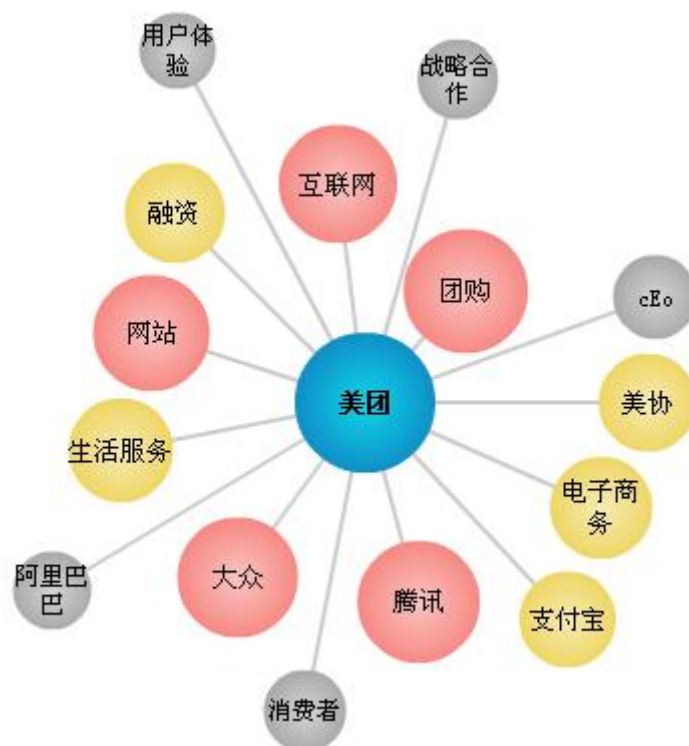 用户体
验
战略合
作
互联网
融资
团购
cEo
网站
美团
美协
生活服务
电子商
务
阿里巴
巴
大众
腾讯
支付宝
消费者